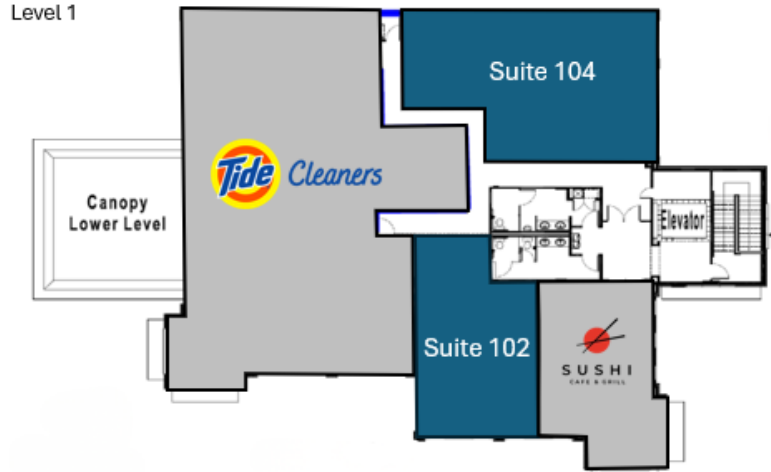 Level 1
Suite 104
Tide Cleaners
Canopy
Lower Level
Elevator
Suite 102
SUSHI
CAFE & GRILL